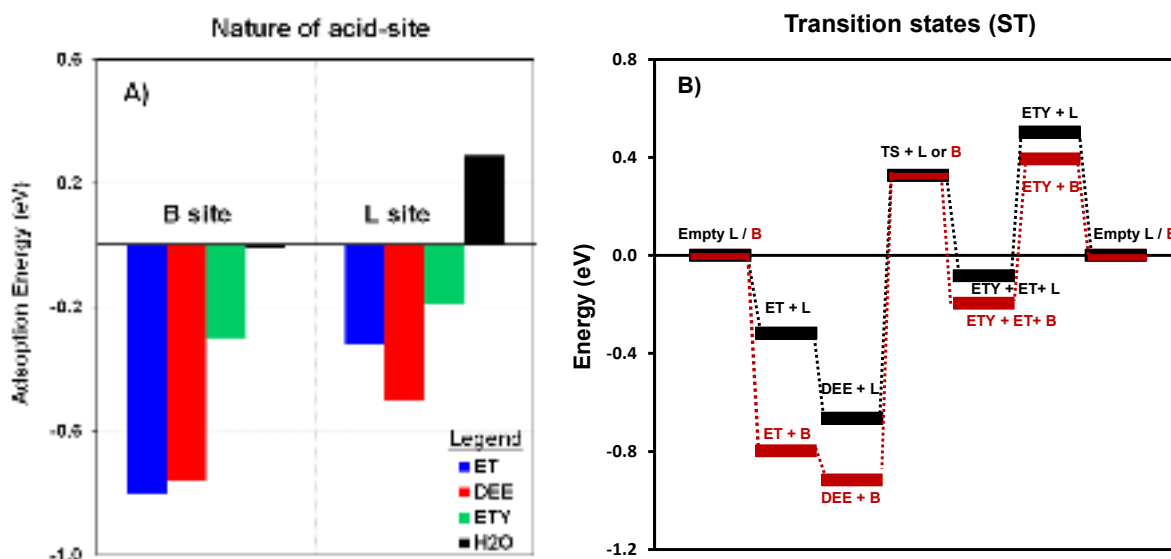 Nature of acid-site
0.6
0.2
-0.2
-0.6
-1.0
Adsoption Energy (eV)
A)
B site
L site
Legend
ET
DEE
ETY
H2O
Transition states (ST)
0.8
0.4
0.0
-0.4
-0.8
-1.2
Energy (eV)
B)
Empty L / B
ET + L
ET + B
DEE + L
DEE + B
TS + L or B
ETY + ET+ L
ETY + ET+ B
ETY + L
ETY + B
Empty L / B